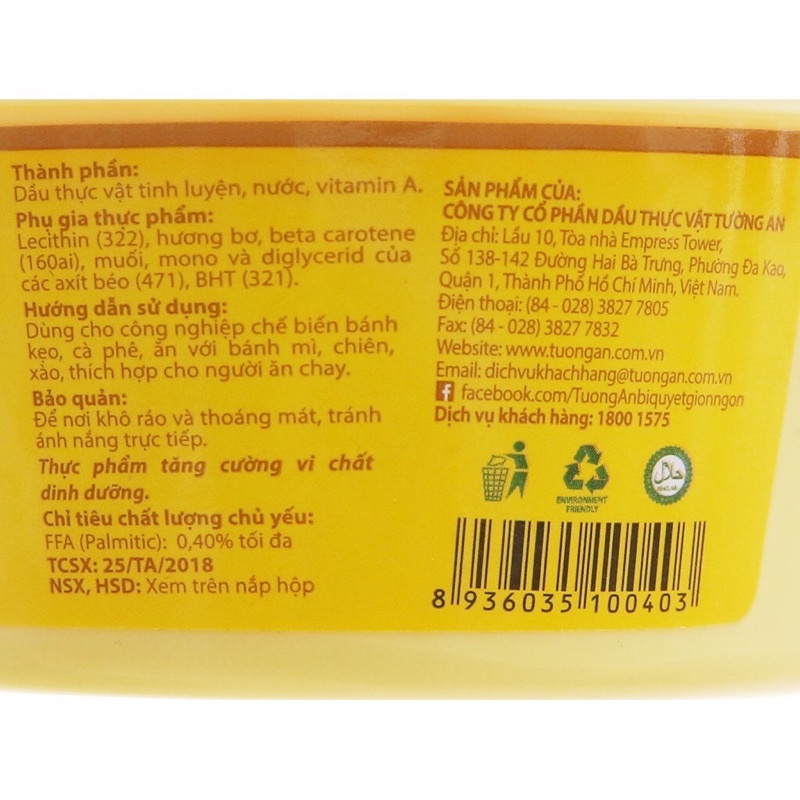 Thành phần:
Dầu thực vật tinh luyện, nước, vitamin A.
Phụ gia thực phẩm:
Lecithin (322), hương bơ, beta carotene
(160ai), muối, mono và diglycerid của
các axít béo (471), BHT (321).
Hướng dẫn sử dụng:
Dùng cho công nghiệp chế biến bánh
kẹo, cà phê, ăn với bánh mì, chiên,
xào, thích hợp cho người ăn chay.
Bảo quản:
Để nơi khô ráo và thoáng mát, tránh
ánh nắng trực tiếp.
Thực phẩm tăng cường vi chất
dinh dưỡng.
Chỉ tiêu chất lượng chủ yếu:
FFA (Palmitic): 0,40% tối đa
TCSX: 25/TA/2018
NSX, HSD: Xem trên nắp hộp
SẢN PHẨM CỦA:
CÔNG TY CỔ PHẦN DẦU THỰC VẬT TƯỜNG AN
Địa chỉ: Lầu 10, Tòa nhà Empress Tower,
Số 138-142 Đường Hai Bà Trưng, Phường Đa Kao,
Quận 1, Thành Phố Hồ Chí Minh, Việt Nam.
Điện thoại: (84 - 028) 3827 7805
Fax: (84 - 028) 3827 7832
Website: www.tuongan.com.vn
Email: dichvukhachhang@tuongan.com.vn
facebook.com/TuongAnbiquyetgionngon
Dịch vụ khách hàng: 1800 1575
ENVIRONMENT
FRIENDLY
حلال
8 936035 100403